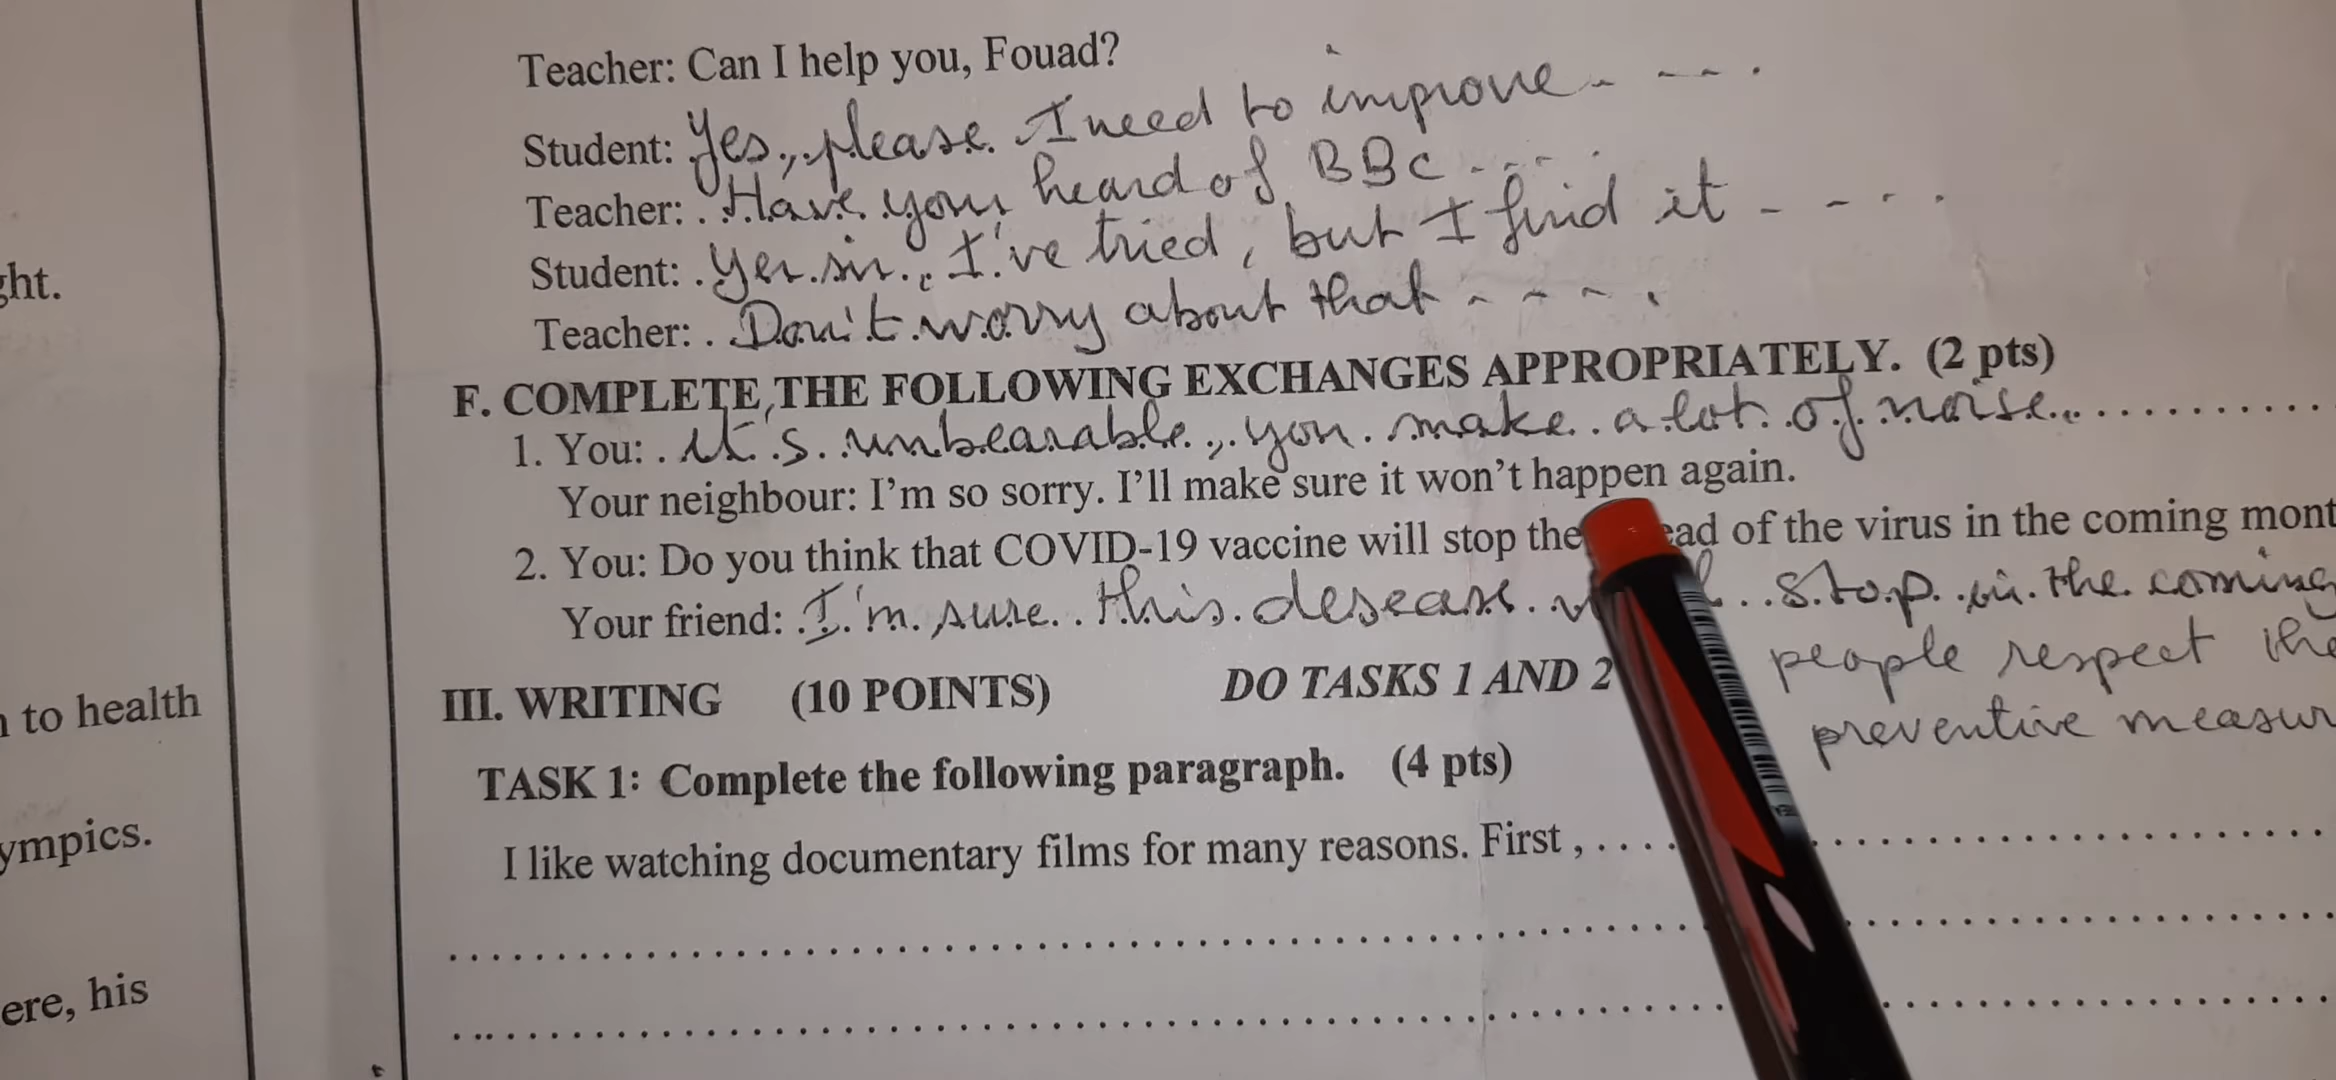 Teacher: Can I help you, Fouad?
Student: Yes, please. I need to improve - - - .
Teacher: . Have you heard of BBC - - - .
Student: . Yes sir, I've tried, but I find it - - - .
Teacher: . Don't worry about that - - - - .
ght.
F. COMPLETE THE FOLLOWING EXCHANGES APPROPRIATELY. (2 pts)
1. You: . it's unbearable, you make a lot of noise. ..........
Your neighbour: I'm so sorry. I'll make sure it won't happen again.
2. You: Do you think that COVID-19 vaccine will stop the ead of the virus in the coming mont
Your friend: I'm sure this desease stop in the coming
people respect the
preventive measur
n to health
III. WRITING (10 POINTS) DO TASKS 1 AND 2
TASK 1: Complete the following paragraph. (4 pts)
ympics.
I like watching documentary films for many reasons. First , ....
ere, his